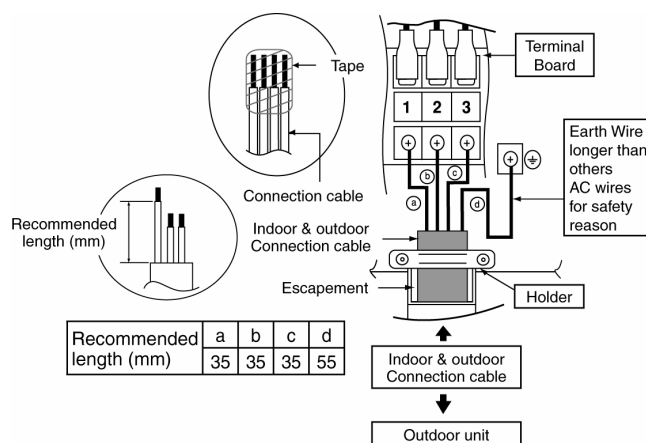 Tape
Connection cable
Recommended
length (mm)
Indoor & outdoor
Connection cable
Escapement
Recommended
length (mm)
a b c d
35 35 35 55
Terminal
Board
1 2 3
Earth Wire
longer than
others
AC wires
for safety
reason
a
b
c
d
Holder
Indoor & outdoor
Connection cable
Outdoor unit